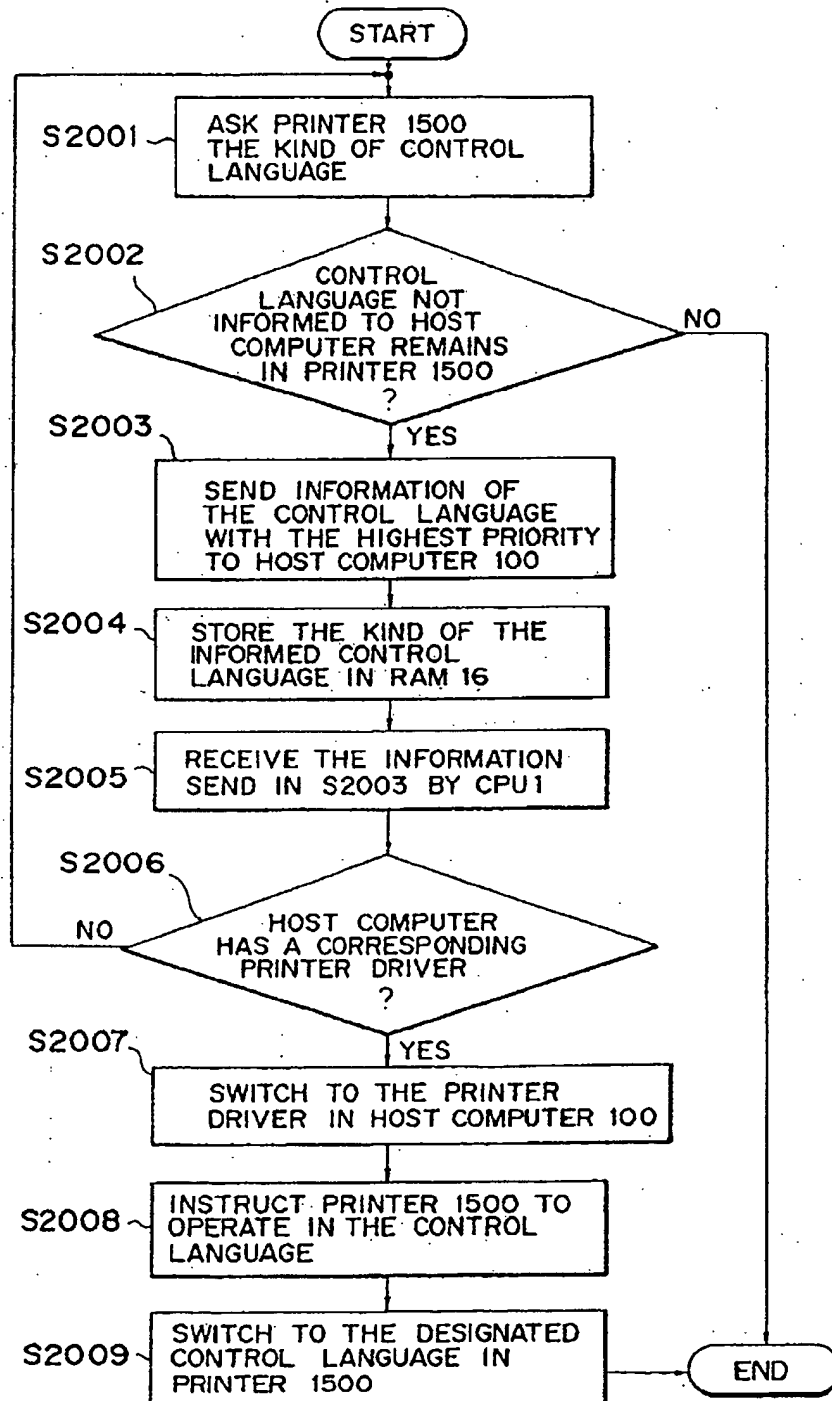 START
S2001
ASK PRINTER 1500
THE KIND OF CONTROL
LANGUAGE
S2002
CONTROL
LANGUAGE NOT
INFORMED TO HOST
COMPUTER REMAINS
IN PRINTER 1500
?
NO
YES
S2003
SEND INFORMATION OF
THE CONTROL LANGUAGE
WITH THE HIGHEST PRIORITY
TO HOST COMPUTER 100
S2004
STORE THE KIND OF THE
INFORMED CONTROL
LANGUAGE IN RAM 16
S2005
RECEIVE THE INFORMATION
SEND IN S2003 BY CPU1
S2006
NO
HOST COMPUTER
HAS A CORRESPONDING
PRINTER DRIVER
?
YES
S2007
SWITCH TO THE PRINTER
DRIVER IN HOST COMPUTER 100
S2008
INSTRUCT PRINTER 1500 TO
OPERATE IN THE CONTROL
LANGUAGE
S2009
SWITCH TO THE DESIGNATED
CONTROL LANGUAGE IN
PRINTER 1500
END